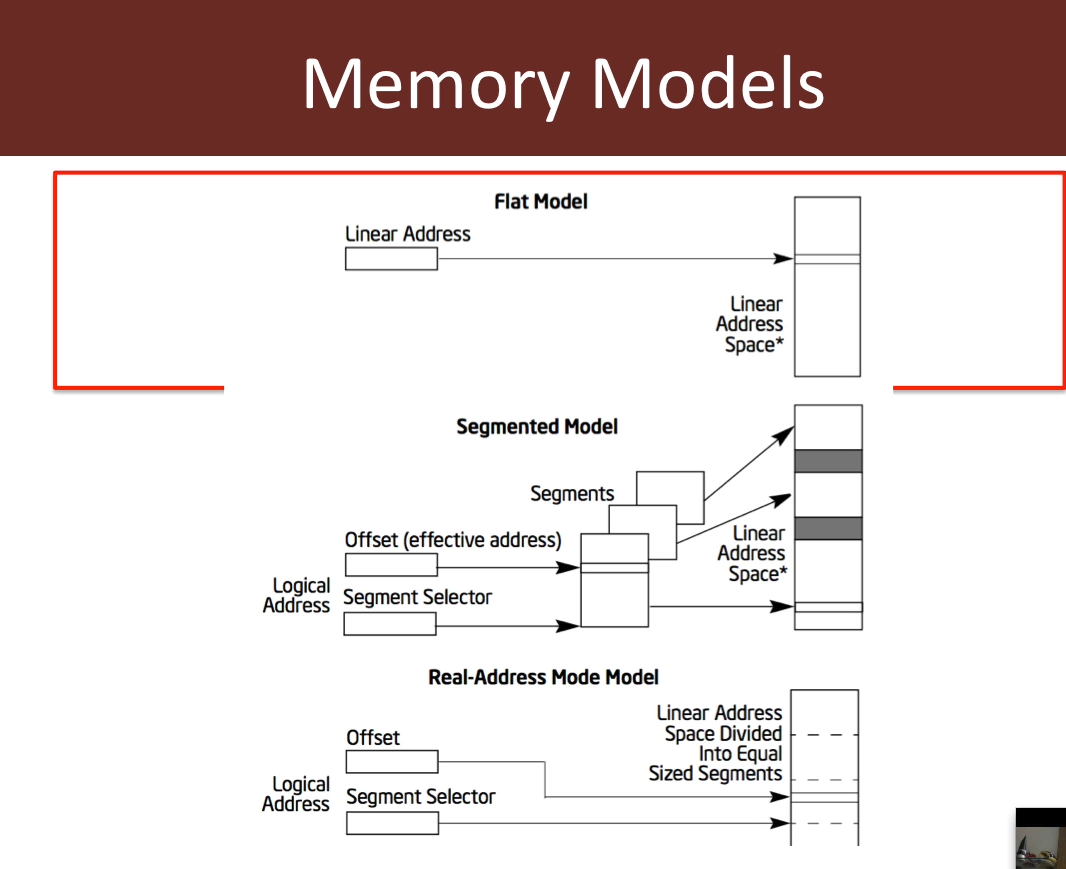 Memory Models
Flat Model
Linear Address
Linear
Address
Space*
Segmented Model
Segments
Offset (effective address)
Logical
Address
Segment Selector
Linear
Address
Space*
Real-Address Mode Model
Offset
Logical
Address
Segment Selector
Linear Address
Space Divided
Into Equal
Sized Segments